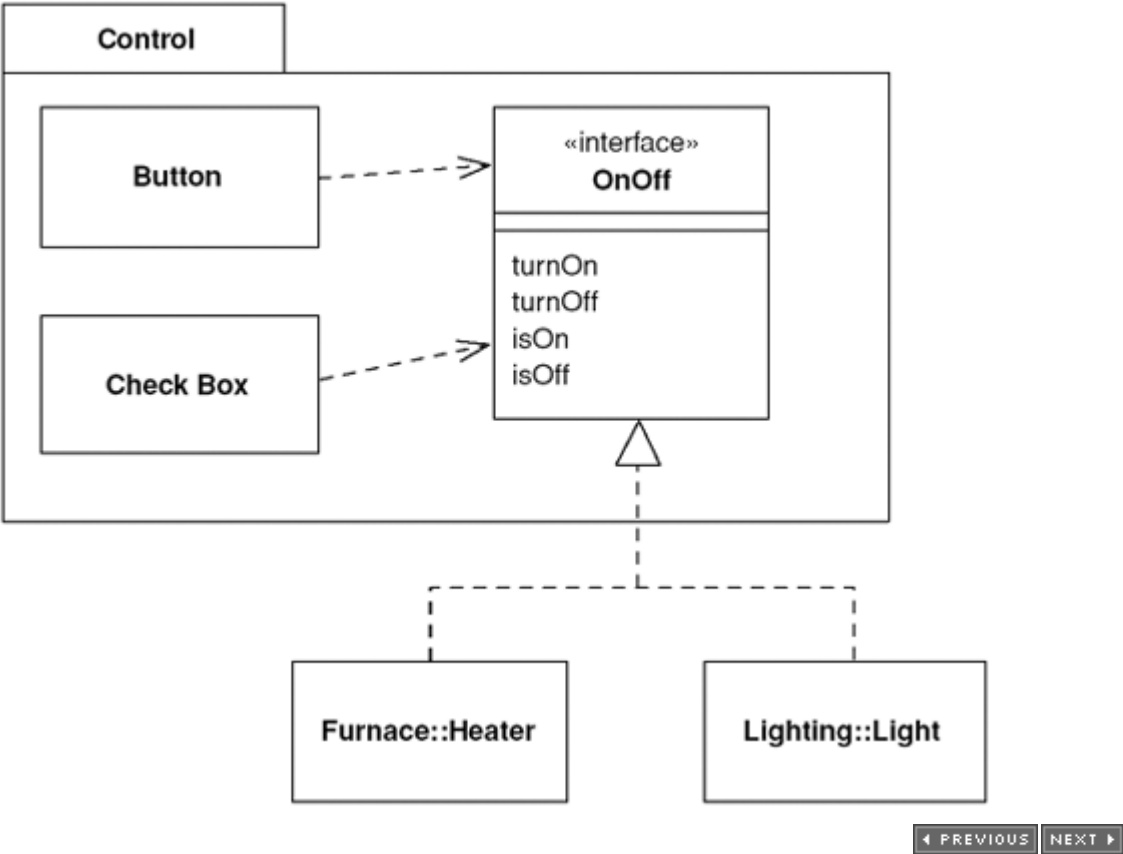 Control
Button
«interface»
OnOff
turnOn
turnOff
isOn
isOff
Check Box
Furnace::Heater
Lighting::Light
PREVIOUS
NEXT